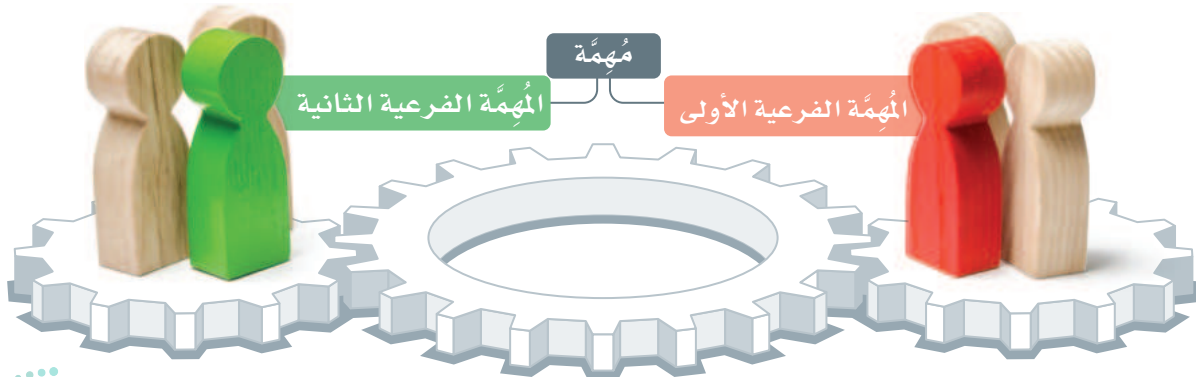 مُهِمَّة
المُهِمَّة الفرعية الأولى
المُهِمَّة الفرعية الثانية